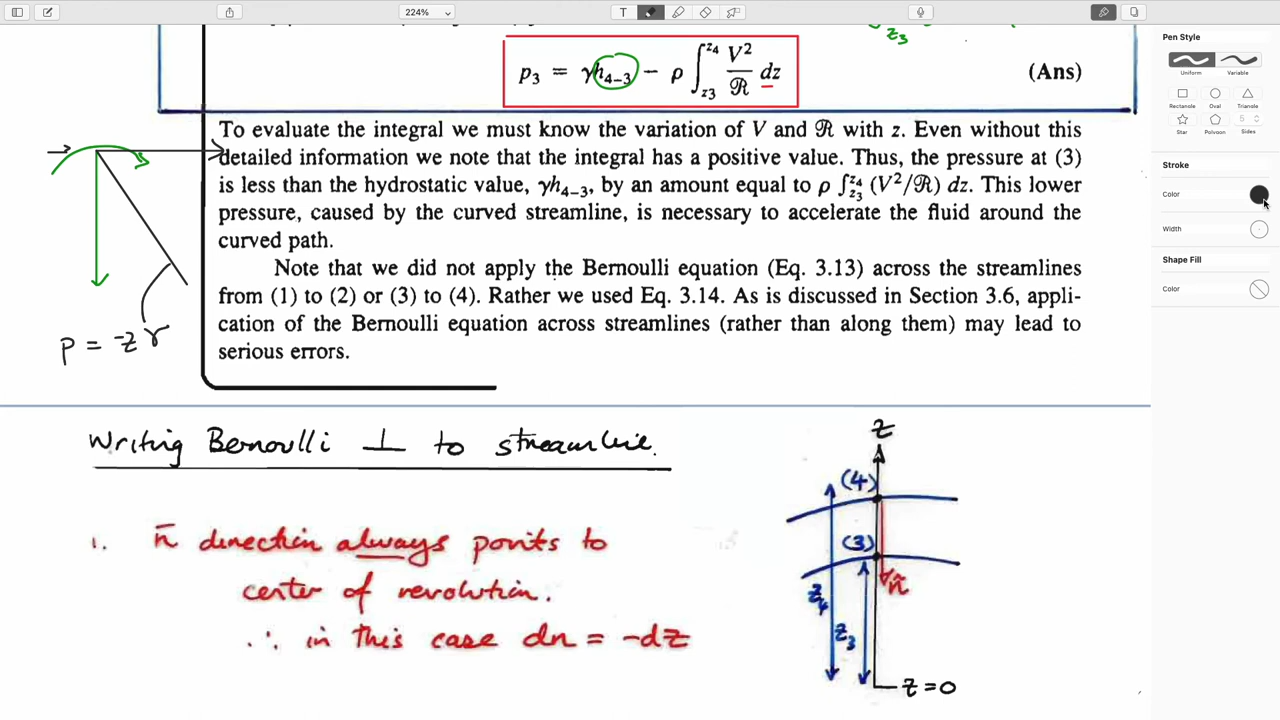 224%
T
Pen Style
z₃
Uniform
Variable
p₃ = γh₄₋₃ − ρ ∫_{z₃}^{z₄} V²/ℛ dz (Ans)
Rectangle
Oval
Triangle
5
Star
Polygon
Sides
To evaluate the integral we must know the variation of V and ℛ with z. Even without this
detailed information we note that the integral has a positive value. Thus, the pressure at (3)
is less than the hydrostatic value, γh₄₋₃, by an amount equal to ρ ∫_{z₃}^{z₄} (V²/ℛ) dz. This lower
pressure, caused by the curved streamline, is necessary to accelerate the fluid around the
curved path.
Note that we did not apply the Bernoulli equation (Eq. 3.13) across the streamlines
from (1) to (2) or (3) to (4). Rather we used Eq. 3.14. As is discussed in Section 3.6, appli-
cation of the Bernoulli equation across streamlines (rather than along them) may lead to
serious errors.
Stroke
Color
Width
Shape Fill
Color
p = -zγ
Writing Bernoulli ⊥ to streamline.
1. n̄ direction always points to
center of revolution.
∴ in this case dn = -dz
z
(4)
(3)
n̂
z₄
z₃
z=0